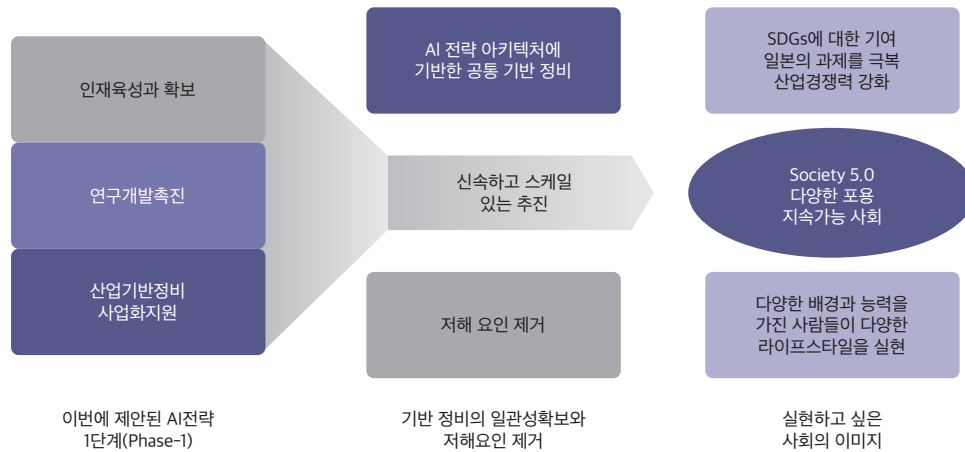 인재육성과 확보
연구개발촉진
산업기반정비
사업화지원
이번에 제안된 AI전략
1단계(Phase-1)
AI 전략 아키텍처에
기반한 공통 기반 정비
신속하고 스케일
있는 추진
저해 요인 제거
기반 정비의 일관성확보와
저해요인 제거
SDGs에 대한 기여
일본의 과제를 극복
산업경쟁력 강화
Society 5.0
다양한 포용
지속가능 사회
다양한 배경과 능력을
가진 사람들이 다양한
라이프스타일을 실현
실현하고 싶은
사회의 이미지